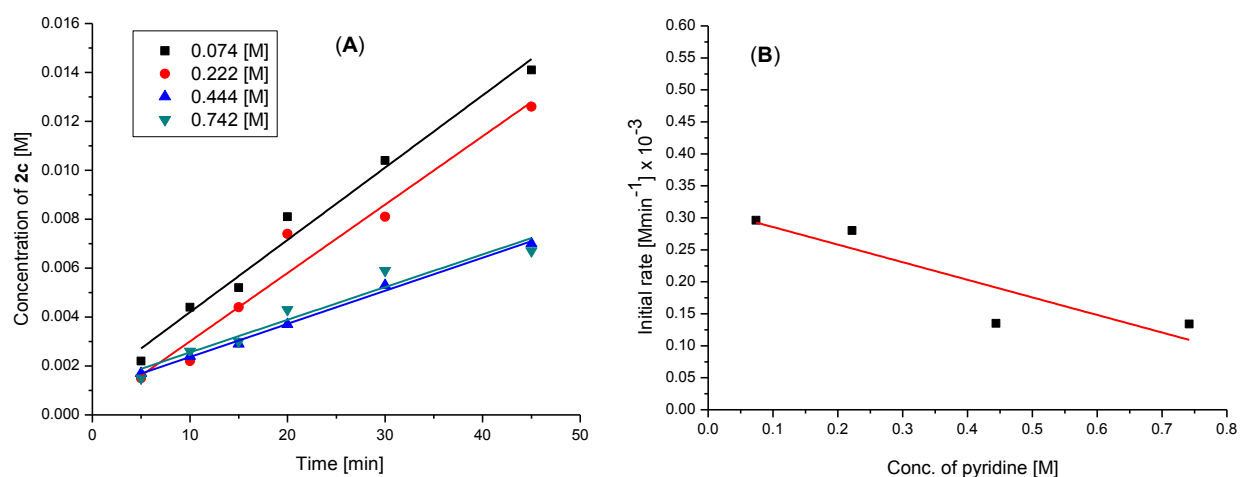 (A)
0.074 [M]
0.222 [M]
0.444 [M]
0.742 [M]
Concentration of 2c [M]
0.016
0.014
0.012
0.010
0.008
0.006
0.004
0.002
0.000
0 10 20 30 40 50
Time [min]
(B)
Initial rate [Mmin⁻¹] x 10⁻³
0.60
0.55
0.50
0.45
0.40
0.35
0.30
0.25
0.20
0.15
0.10
0.05
0.00
0.0 0.1 0.2 0.3 0.4 0.5 0.6 0.7 0.8
Conc. of pyridine [M]